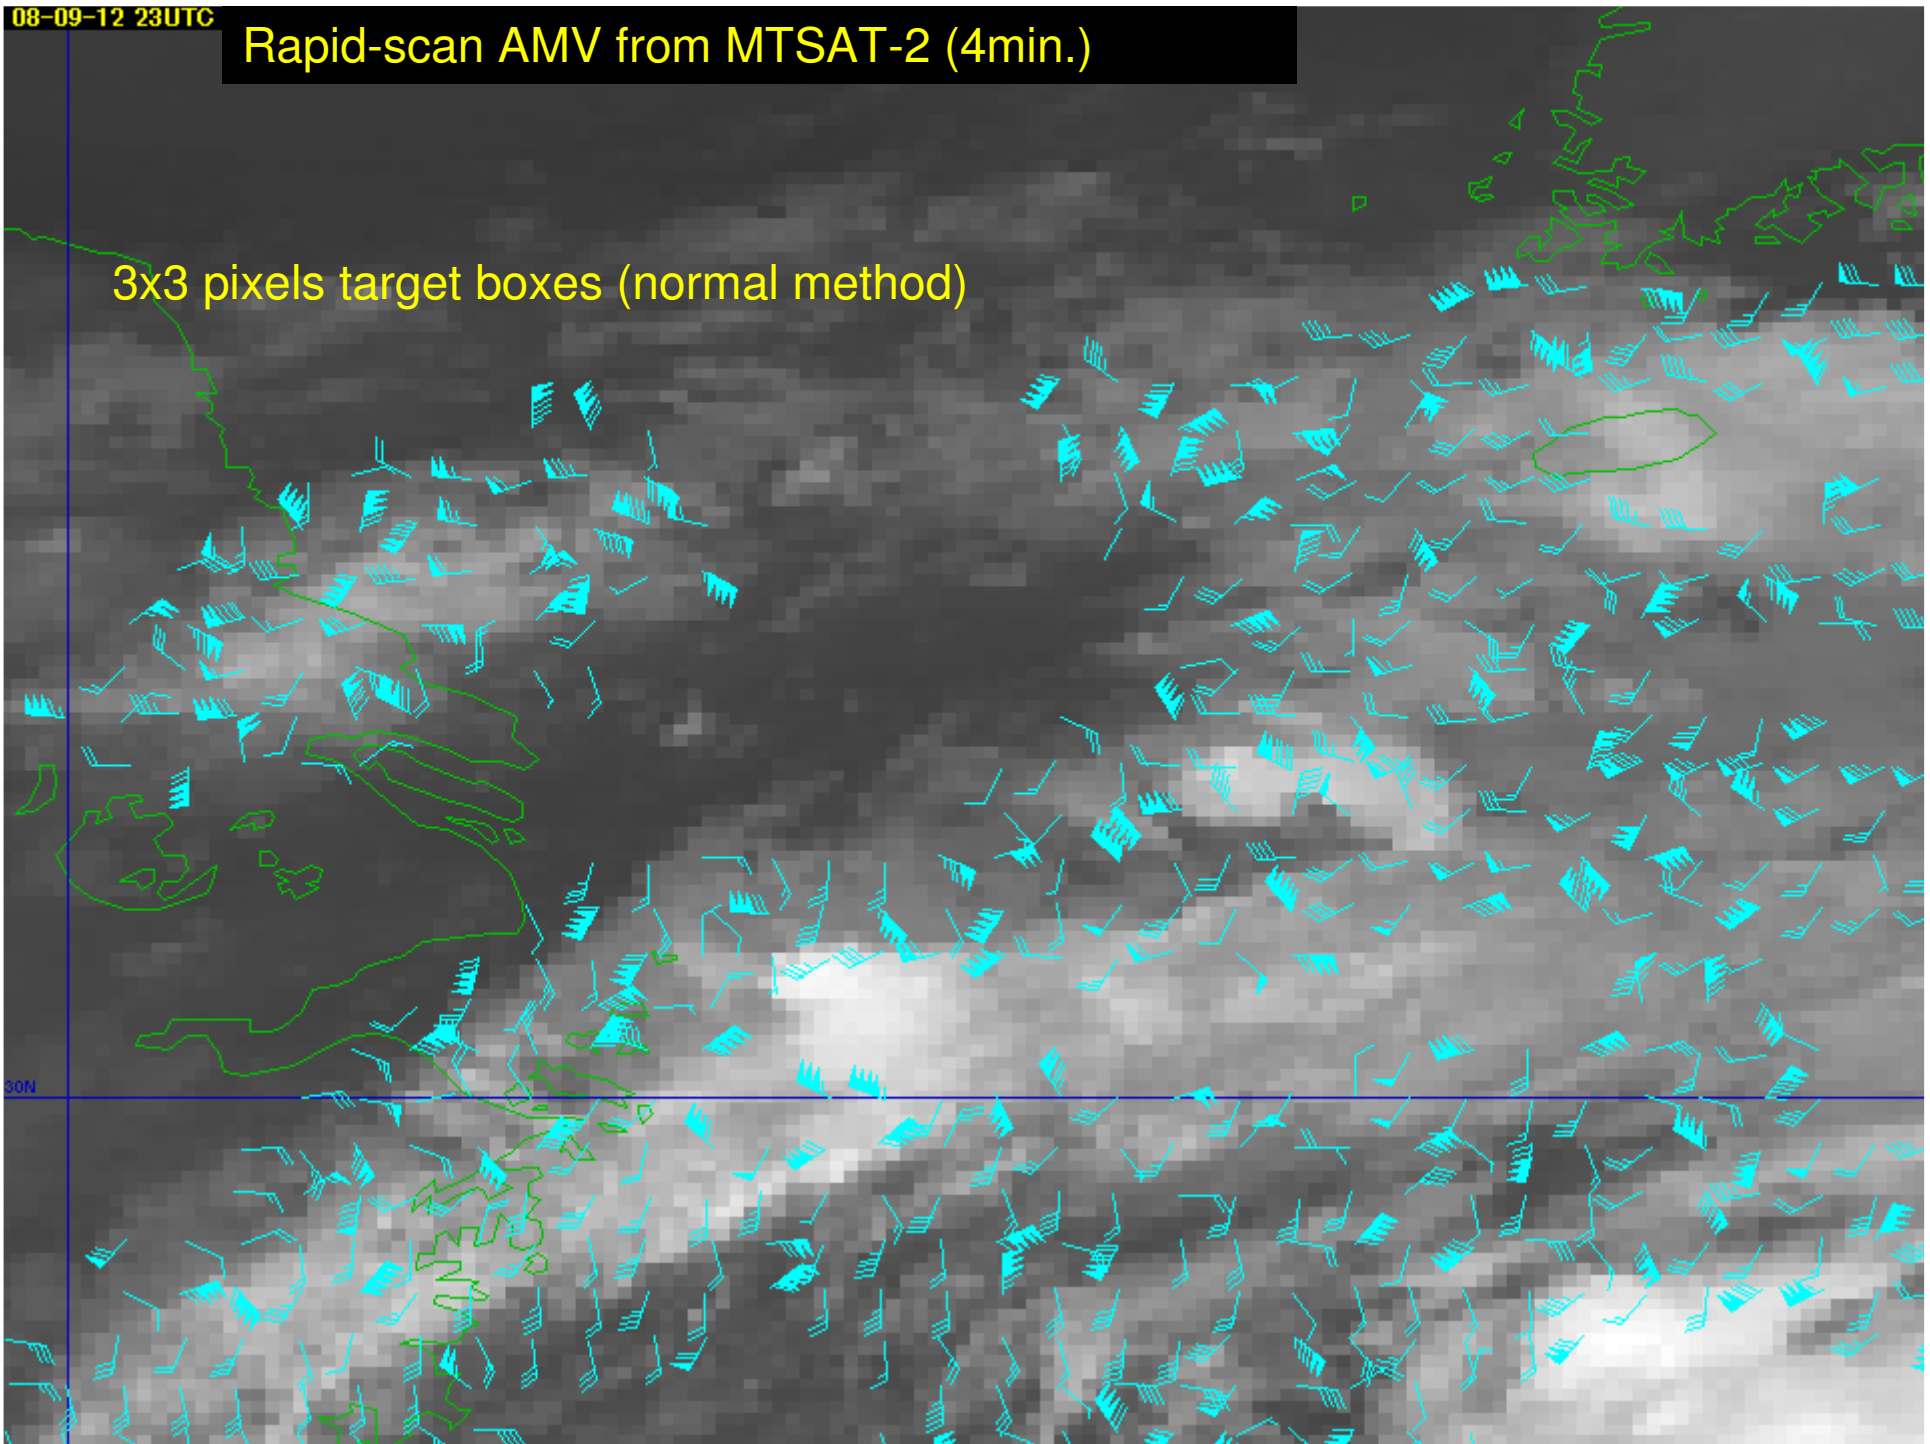 08-09-12 23UTC
Rapid-scan AMV from MTSAT-2 (4min.)
3x3 pixels target boxes (normal method)
30N